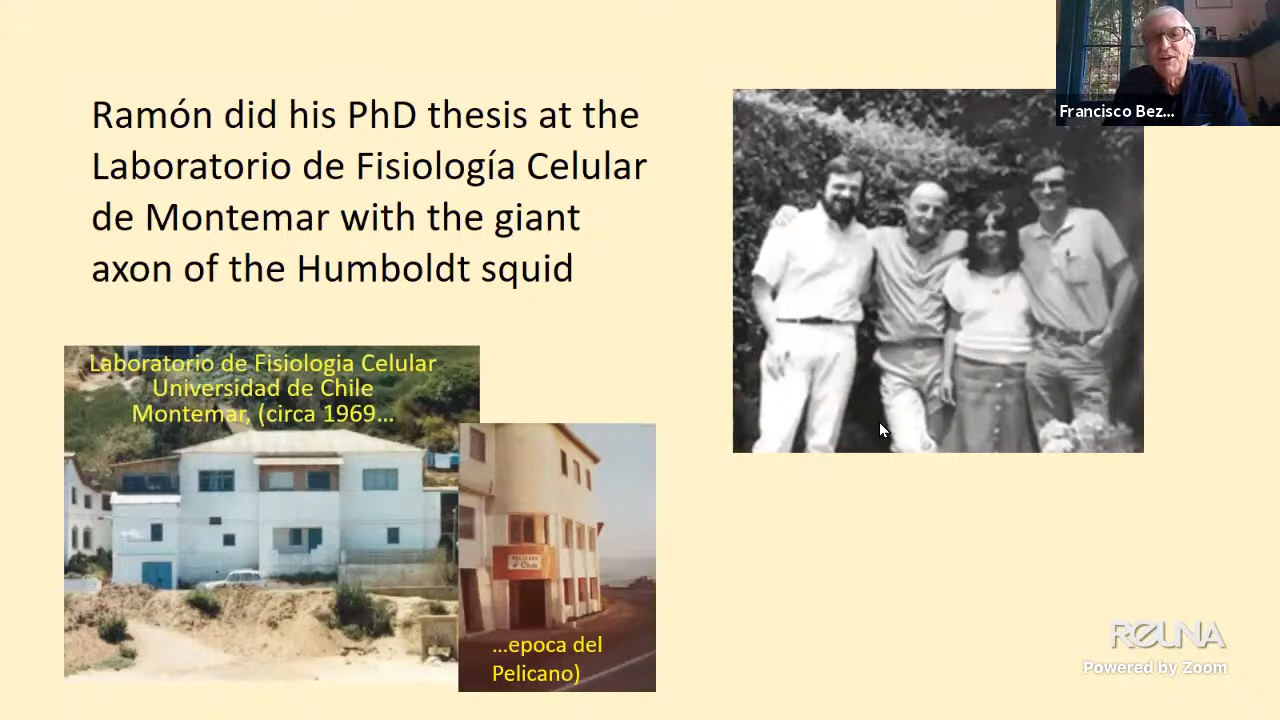 Ramón did his PhD thesis at the
Laboratorio de Fisiología Celular
de Montemar with the giant
axon of the Humboldt squid
Francisco Bez...
Laboratorio de Fisiologia Celular
Universidad de Chile
Montemar, (circa 1969...
Club
...epoca del
Pelicano)
REUNA
Powered by Zoom